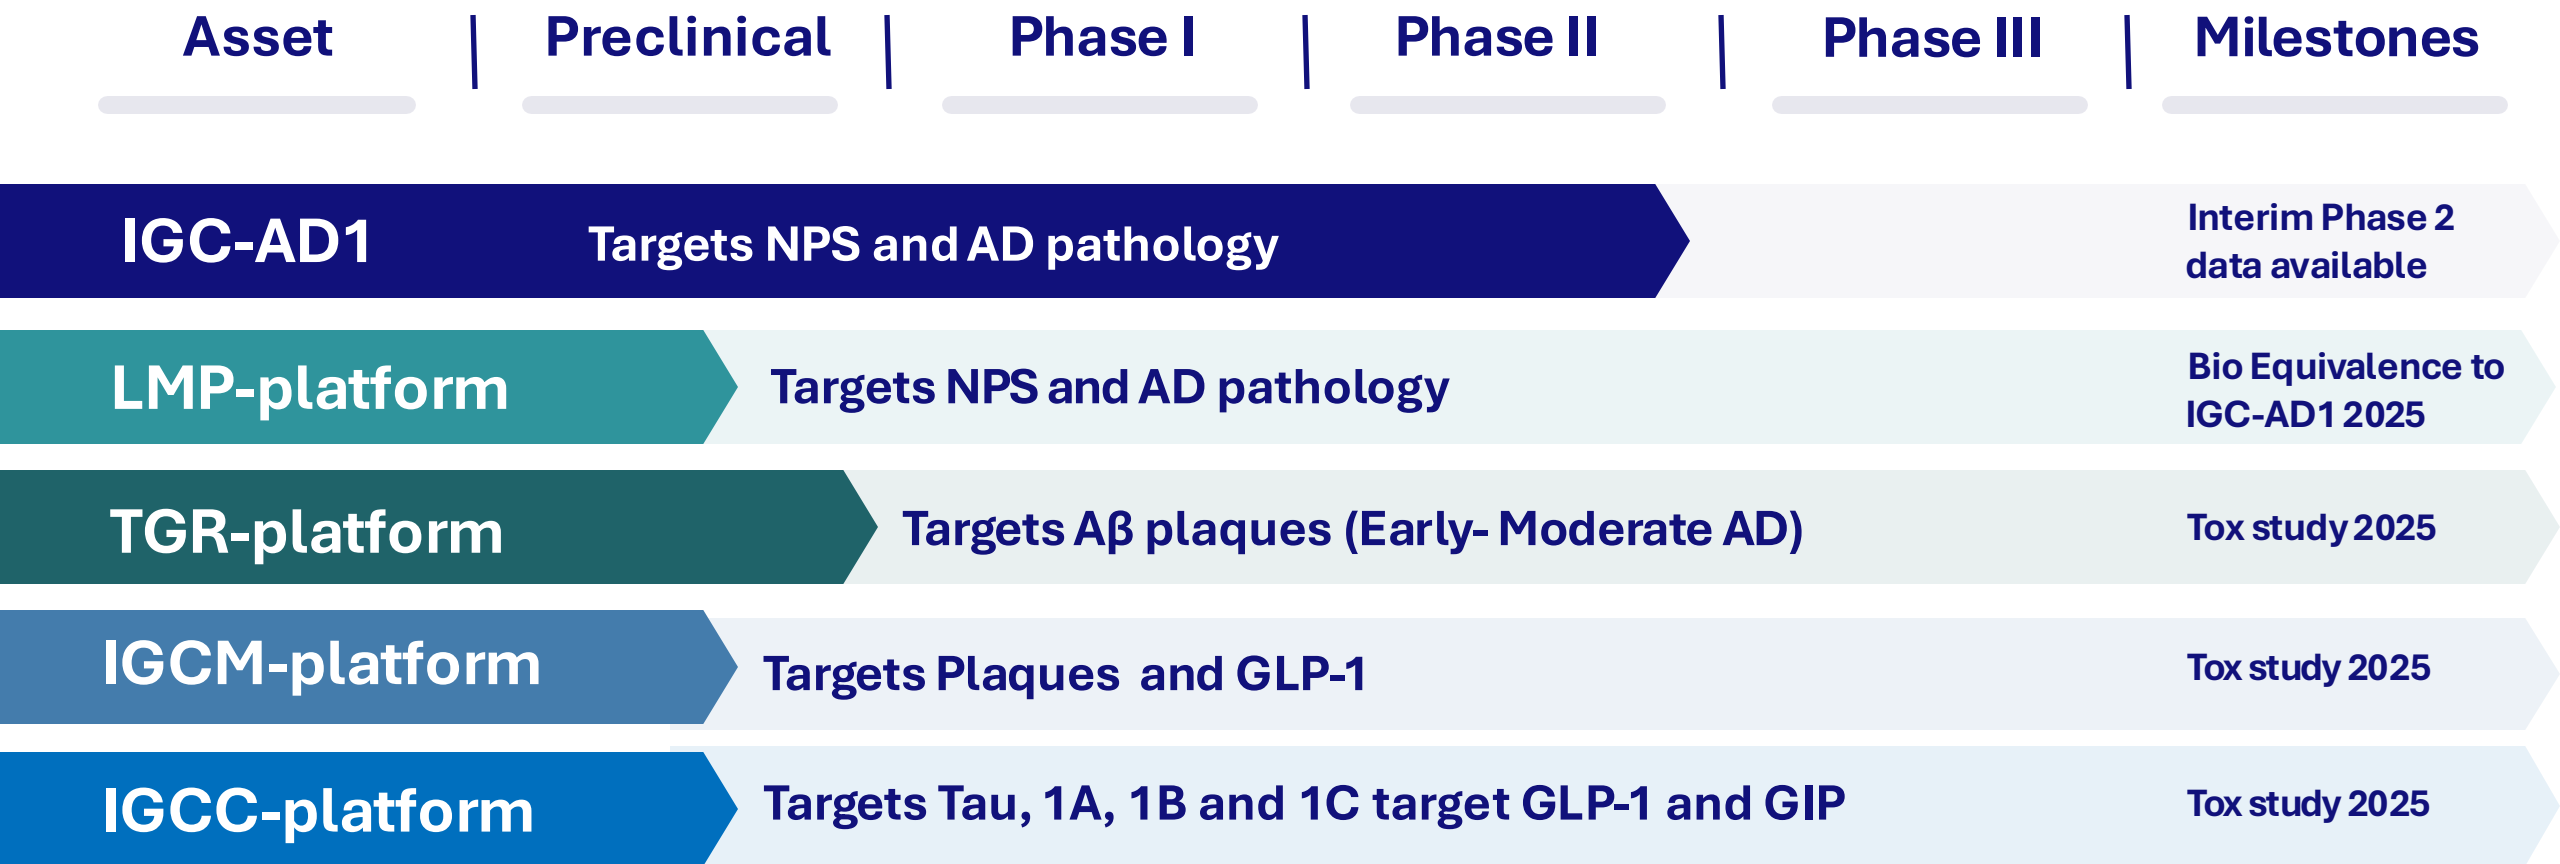 Asset | Preclinical | Phase I | Phase II | Phase III | Milestones
IGC-AD1 Targets NPS and AD pathology Interim Phase 2
data available
LMP-platform Targets NPS and AD pathology Bio Equivalence to
IGC-AD1 2025
TGR-platform Targets Aβ plaques (Early- Moderate AD) Tox study 2025
IGCM-platform Targets Plaques and GLP-1 Tox study 2025
IGCC-platform Targets Tau, 1A, 1B and 1C target GLP-1 and GIP Tox study 2025